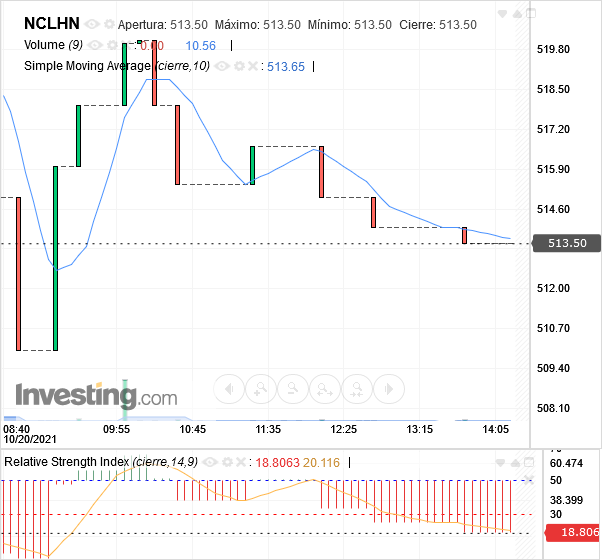 NCLHN Apertura: 513.50 Máximo: 513.50 Mínimo: 513.50 Cierre: 513.50
Volume (9) : 0.00 10.56
Simple Moving Average (cierre,10) : 513.65
519.80
518.50
517.20
515.90
514.60
513.50
512.00
510.70
509.40
508.10
Investing.com
08:40 09:55 10:45 11:35 12:25 13:15 14:05
10/20/2021
Relative Strength Index (cierre,14,9) : 18.8063 20.116
60.474
50
38.399
30
18.806